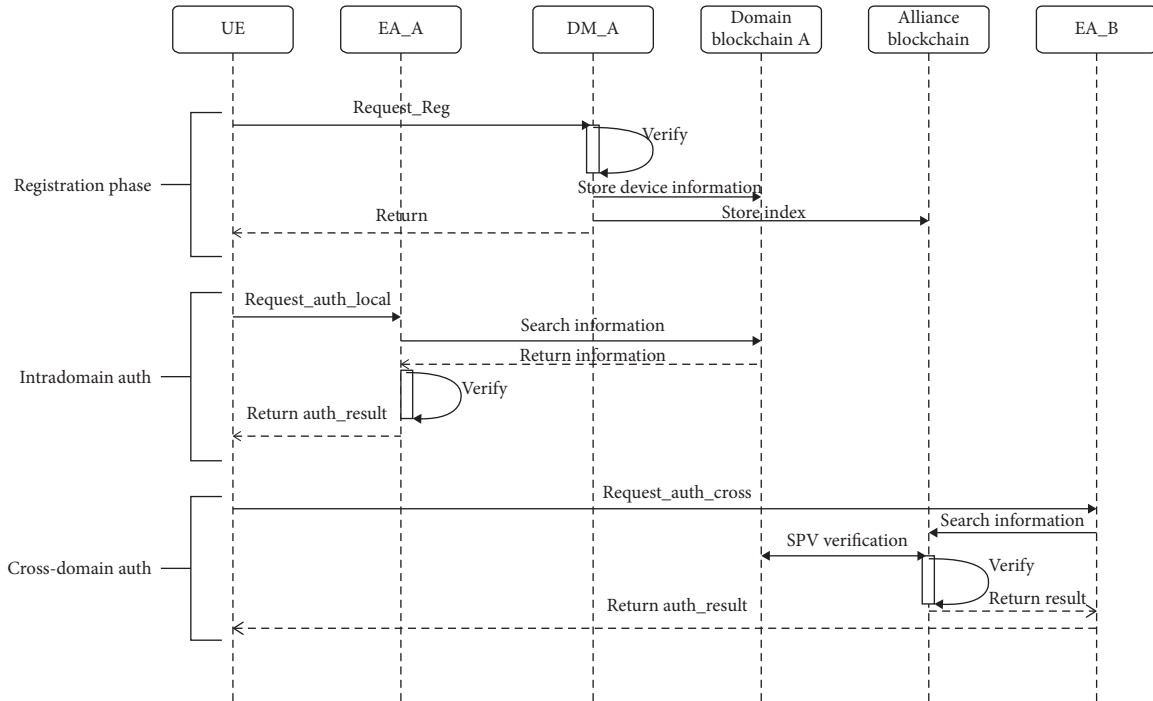 UE
EA_A
DM_A
Domain
blockchain A
Alliance
blockchain
EA_B
Registration phase
Request_Reg
Verify
Store device information
Store index
Return
Intradomain auth
Request_auth_local
Search information
Return information
Verify
Return auth_result
Cross-domain auth
Request_auth_cross
Search information
SPV verification
Verify
Return result
Return auth_result